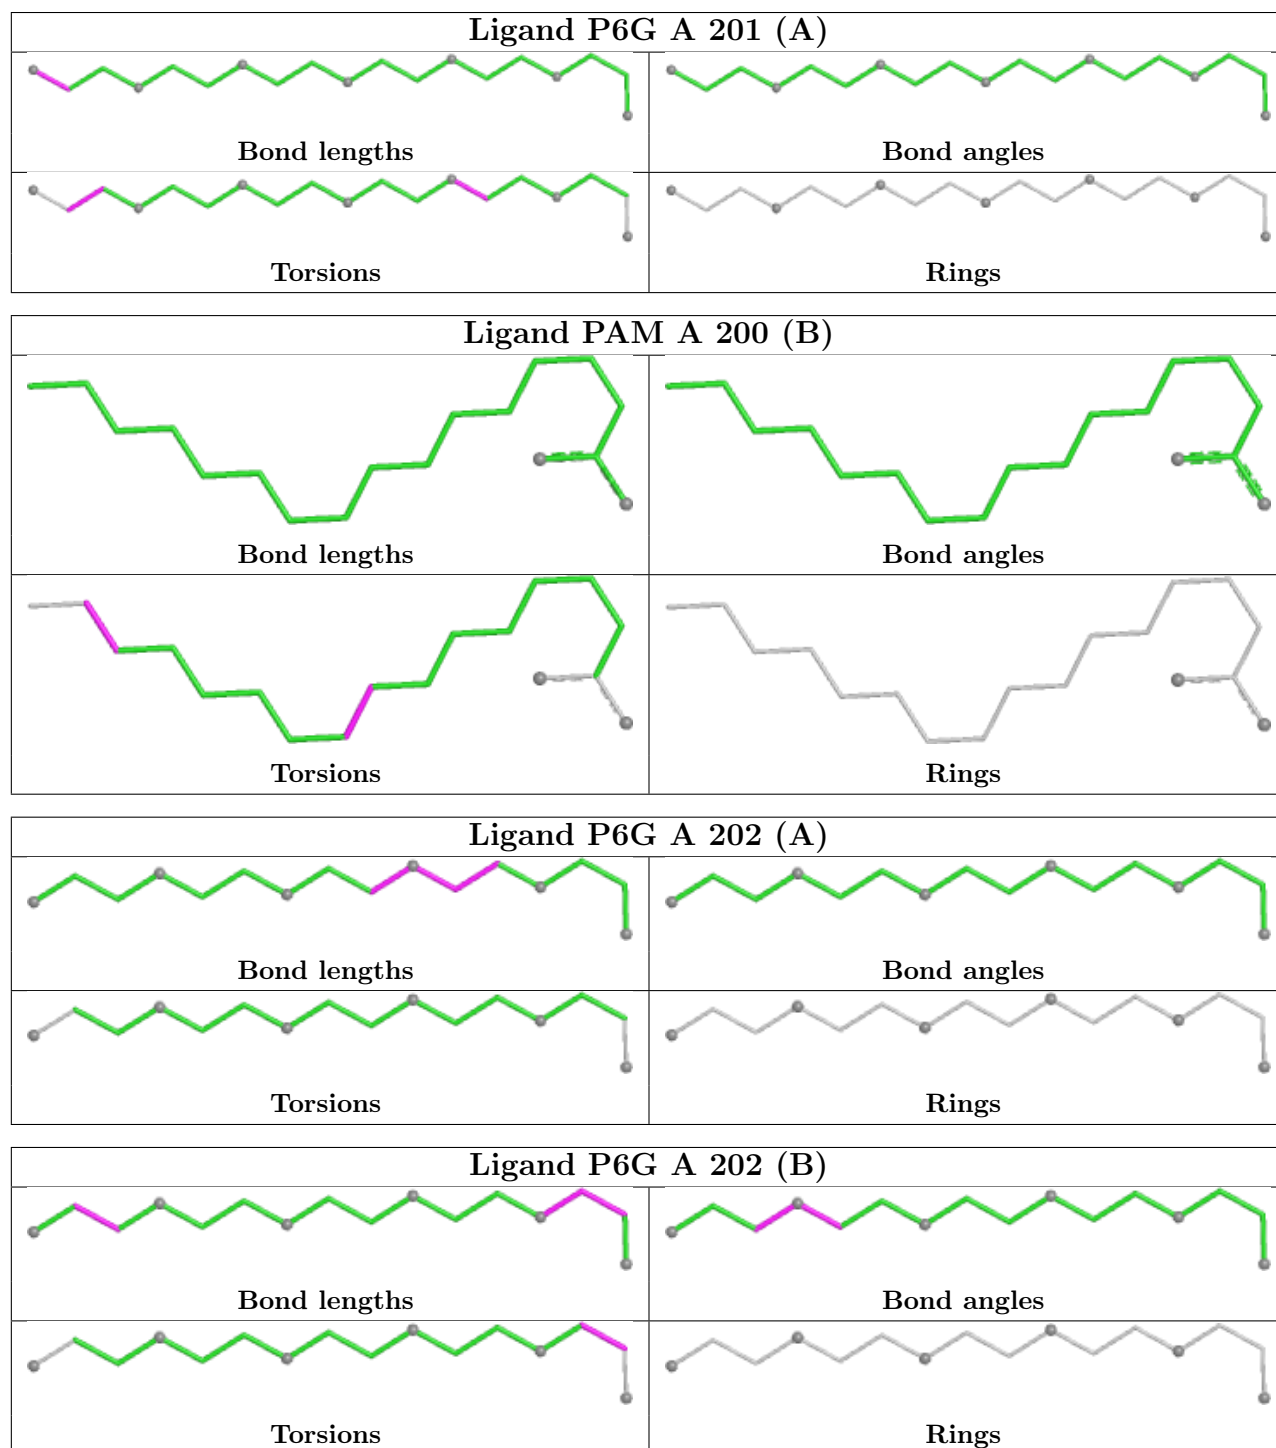 Ligand P6G A 201 (A)
Bond lengths
Bond angles
Torsions
Rings
Ligand PAM A 200 (B)
Bond lengths
Bond angles
Torsions
Rings
Ligand P6G A 202 (A)
Bond lengths
Bond angles
Torsions
Rings
Ligand P6G A 202 (B)
Bond lengths
Bond angles
Torsions
Rings